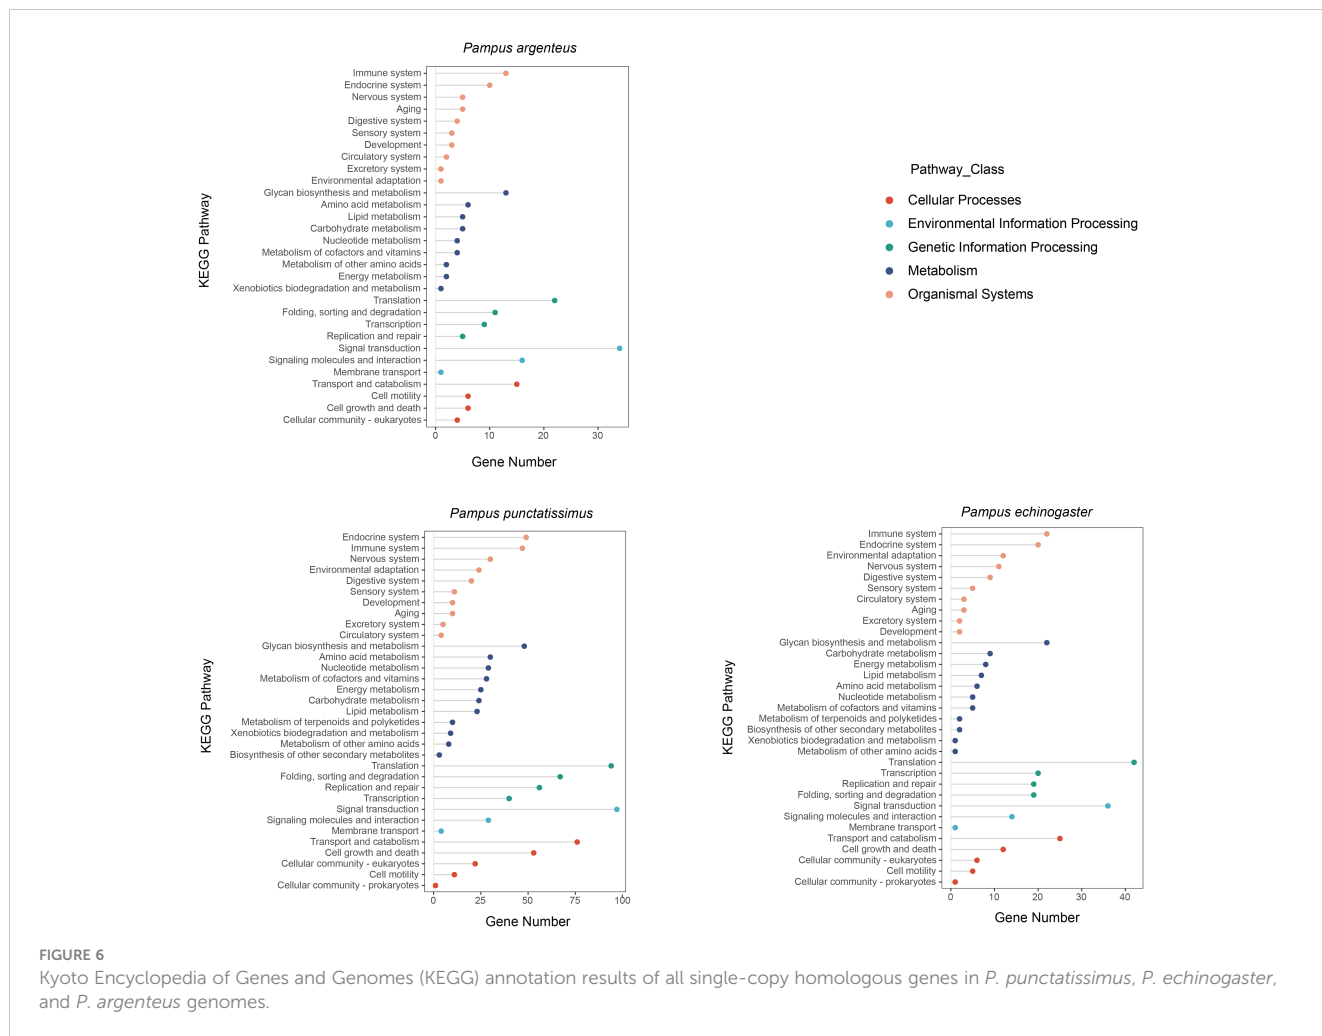 Pampus argenteus
Immune system
Endocrine system
Nervous system
Aging
Digestive system
Sensory system
Development
Circulatory system
Excretory system
Environmental adaptation
Glycan biosynthesis and metabolism
Amino acid metabolism
Lipid metabolism
Carbohydrate metabolism
Nucleotide metabolism
Metabolism of cofactors and vitamins
Metabolism of other amino acids
Energy metabolism
Xenobiotics biodegradation and metabolism
Translation
Folding, sorting and degradation
Transcription
Replication and repair
Signal transduction
Signaling molecules and interaction
Membrane transport
Transport and catabolism
Cell motility
Cell growth and death
Cellular community - eukaryotes
KEGG Pathway
0 10 20 30
Gene Number
Pathway_Class
Cellular Processes
Environmental Information Processing
Genetic Information Processing
Metabolism
Organismal Systems
Pampus punctatissimus
Endocrine system
Immune system
Nervous system
Environmental adaptation
Digestive system
Sensory system
Development
Aging
Excretory system
Circulatory system
Glycan biosynthesis and metabolism
Amino acid metabolism
Nucleotide metabolism
Metabolism of cofactors and vitamins
Energy metabolism
Carbohydrate metabolism
Lipid metabolism
Metabolism of terpenoids and polyketides
Xenobiotics biodegradation and metabolism
Metabolism of other amino acids
Biosynthesis of other secondary metabolites
Translation
Folding, sorting and degradation
Replication and repair
Transcription
Signal transduction
Signaling molecules and interaction
Membrane transport
Transport and catabolism
Cell growth and death
Cellular community - eukaryotes
Cell motility
Cellular community - prokaryotes
KEGG Pathway
0 25 50 75 100
Gene Number
Pampus echinogaster
Immune system
Endocrine system
Environmental adaptation
Nervous system
Digestive system
Sensory system
Circulatory system
Aging
Excretory system
Development
Glycan biosynthesis and metabolism
Carbohydrate metabolism
Energy metabolism
Lipid metabolism
Amino acid metabolism
Nucleotide metabolism
Metabolism of cofactors and vitamins
Metabolism of terpenoids and polyketides
Biosynthesis of other secondary metabolites
Xenobiotics biodegradation and metabolism
Metabolism of other amino acids
Translation
Transcription
Replication and repair
Folding, sorting and degradation
Signal transduction
Signaling molecules and interaction
Membrane transport
Transport and catabolism
Cell growth and death
Cellular community - eukaryotes
Cell motility
Cellular community - prokaryotes
KEGG Pathway
0 10 20 30 40
Gene Number
FIGURE 6
Kyoto Encyclopedia of Genes and Genomes (KEGG) annotation results of all single-copy homologous genes in P. punctatissimus, P. echinogaster,
and P. argenteus genomes.